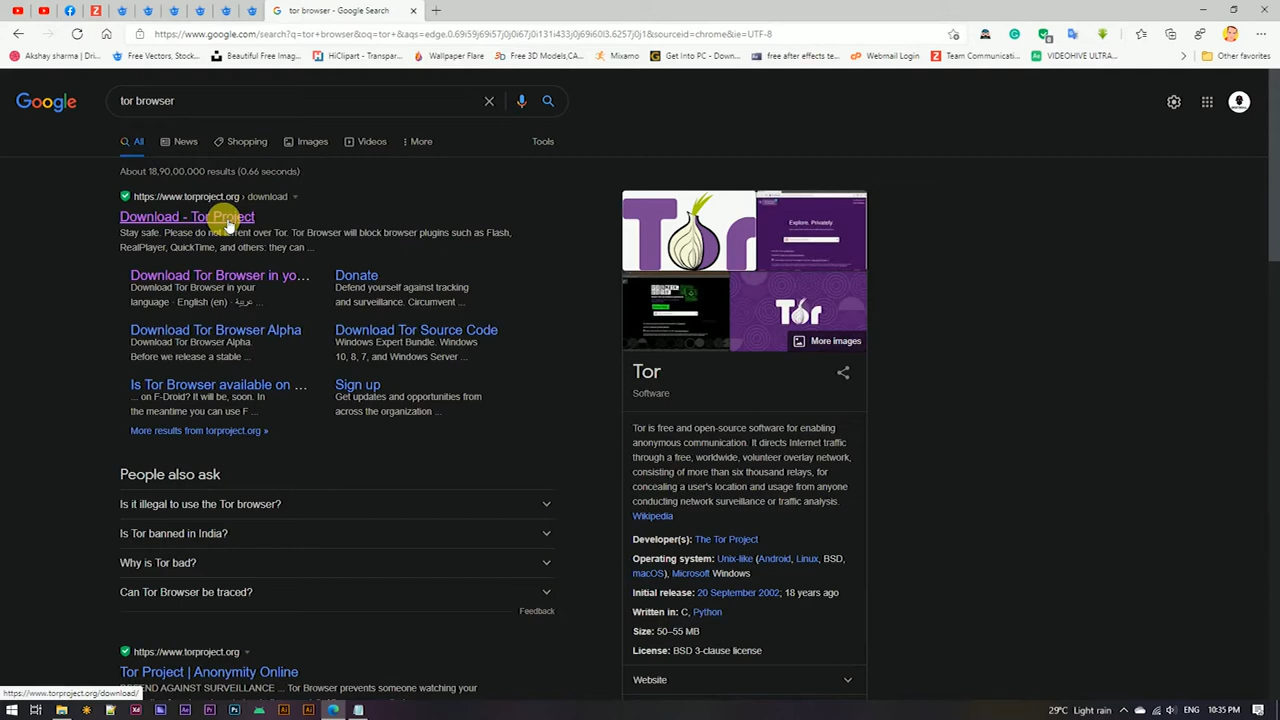 tor browser - Google Search
https://www.google.com/search?q=tor+browser&oq=tor+&aqs=edge.0.69i59j69i57j0j0i67j0i131i433j0j69i60l3.6257j0j1&sourceid=chrome&ie=UTF-8
Akshay sharma | Dri...
Free Vectors, Stock...
Beautiful Free Imag...
HiClipart - Transpar...
Wallpaper Flare
Free 3D Models,CA...
Mixamo
Get Into PC - Down...
free after effects te...
Webmail Login
Team Communicati...
VIDEOHIVE ULTRA...
Other favorites
Google
tor browser
All
News
Shopping
Images
Videos
More
Tools
About 18,90,00,000 results (0.66 seconds)
https://www.torproject.org › download
Download - Tor Project
safe. Please do not torrent over Tor. Tor Browser will block browser plugins such as Flash,
RealPlayer, QuickTime, and others: they can ...
Download Tor Browser in yo...
Download Tor Browser in your
language · English (en) · عربية ...
Donate
Defend yourself against tracking
and surveillance. Circumvent ...
Download Tor Browser Alpha
Download Tor Browser Alpha
Before we release a stable ...
Download Tor Source Code
Windows Expert Bundle. Windows
10, 8, 7, and Windows Server ...
Is Tor Browser available on ...
... on F-Droid? It will be, soon. In
the meantime you can use F ...
Sign up
Get updates and opportunities from
across the organization ...
More results from torproject.org »
People also ask
Is it illegal to use the Tor browser?
Is Tor banned in India?
Why is Tor bad?
Can Tor Browser be traced?
Feedback
https://www.torproject.org
Tor Project | Anonymity Online
DEFEND AGAINST SURVEILLANCE ... Tor Browser prevents someone watching your
Tor
Explore. Privately.
Tor
More images
Tor
Software
Tor is free and open-source software for enabling
anonymous communication. It directs Internet traffic
through a free, worldwide, volunteer overlay network,
consisting of more than six thousand relays, for
concealing a user's location and usage from anyone
conducting network surveillance or traffic analysis.
Wikipedia
Developer(s): The Tor Project
Operating system: Unix-like (Android, Linux, BSD,
macOS), Microsoft Windows
Initial release: 20 September 2002; 18 years ago
Written in: C, Python
Size: 50–55 MB
License: BSD 3-clause license
Website
https://www.torproject.org/download/
29°C Light rain
ENG
10:35 PM